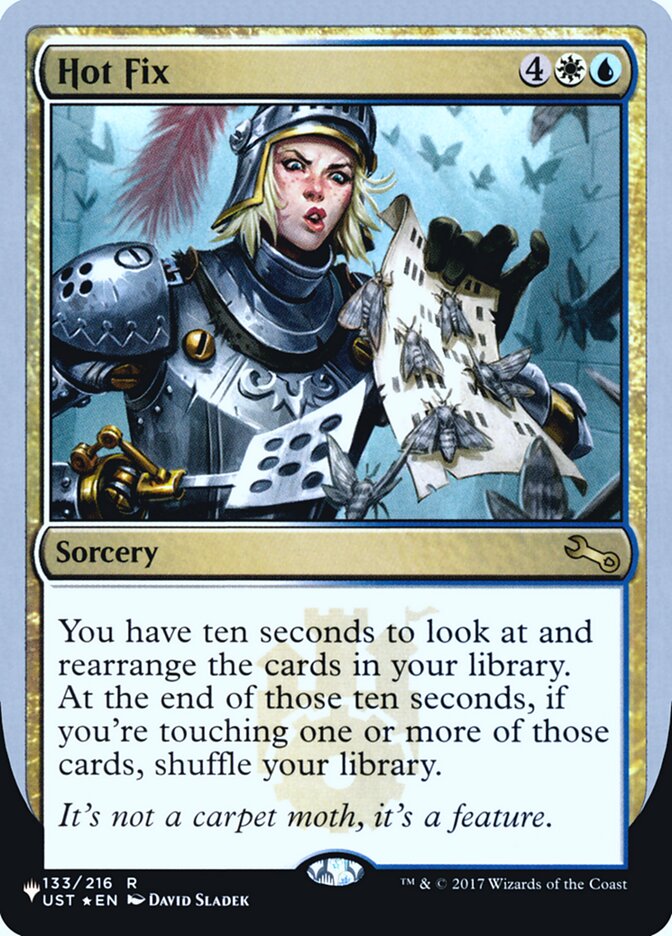 Hot Fix 4
Sorcery
You have ten seconds to look at and
rearrange the cards in your library.
At the end of those ten seconds, if
you're touching one or more of those
cards, shuffle your library.
It's not a carpet moth, it's a feature.
133/216 R
UST ★ EN David Sladek
™ & © 2017 Wizards of the Coast